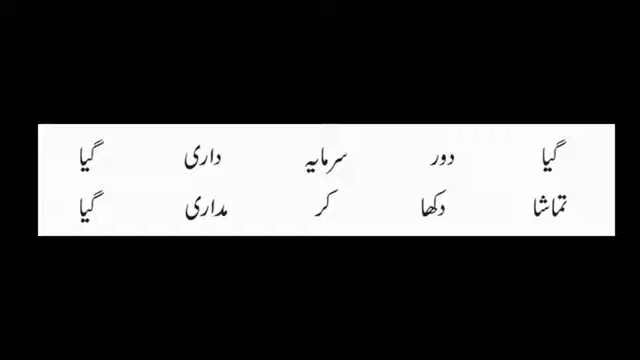 گیا دور سرمایہ داری گیا
تماشا دکھا کر مداری گیا